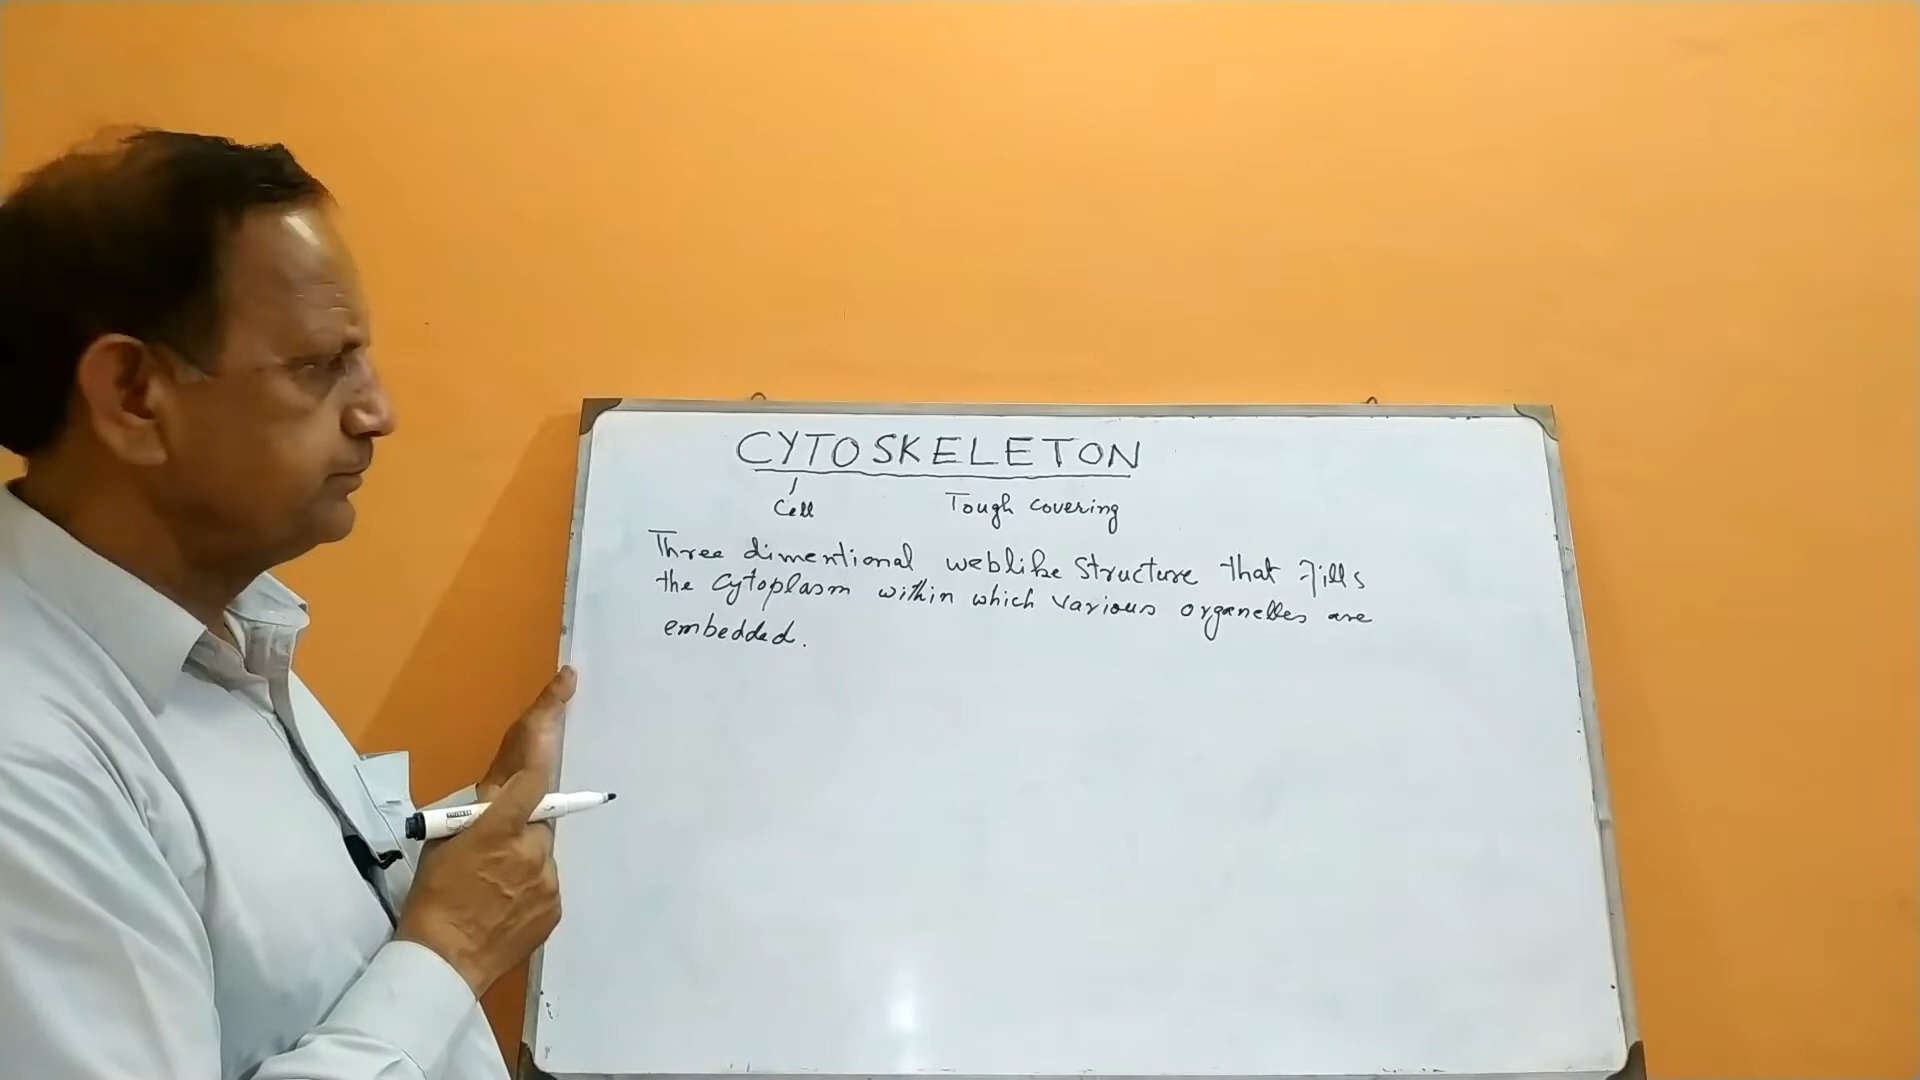 CYTOSKELETON
Cell Tough covering
Three dimentional weblike structure that fills
the cytoplasm within which various organelles are
embedded.